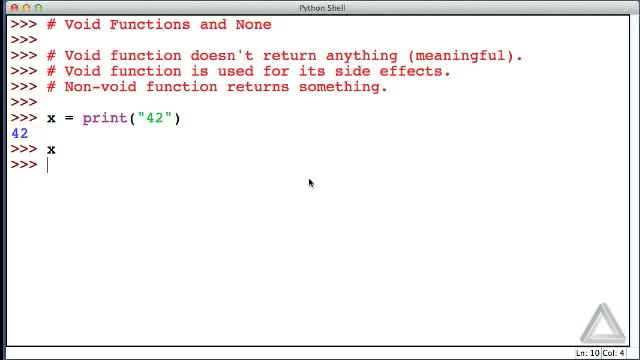 Python Shell
>>> # Void Functions and None
>>>
>>> # Void function doesn't return anything (meaningful).
>>> # Void function is used for its side effects.
>>> # Non-void function returns something.
>>>
>>> x = print("42")
42
>>> x
>>>
Ln: 10 Col: 4